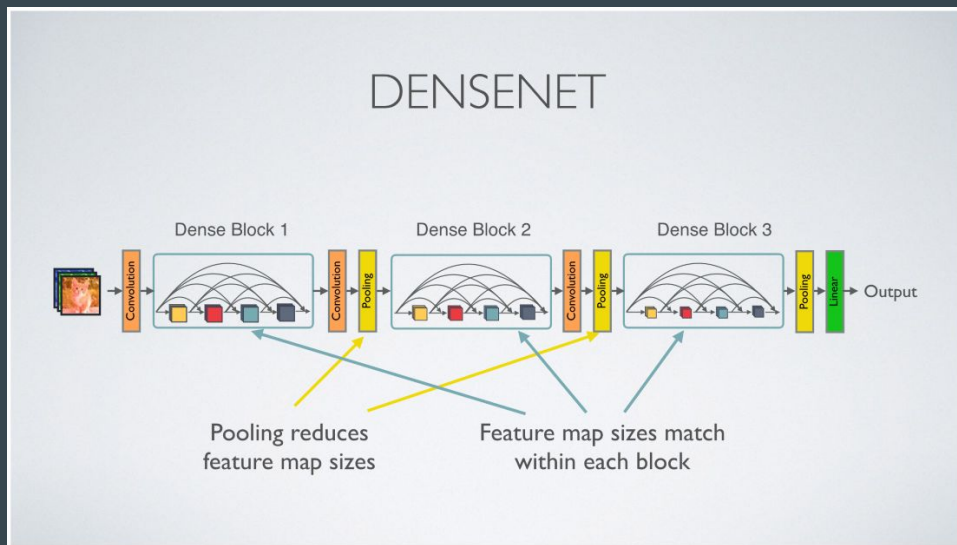 DENSENET
Dense Block 1
Dense Block 2
Dense Block 3
Convolution
Convolution
Pooling
Convolution
Pooling
Pooling
Linear
Output
Pooling reduces
feature map sizes
Feature map sizes match
within each block